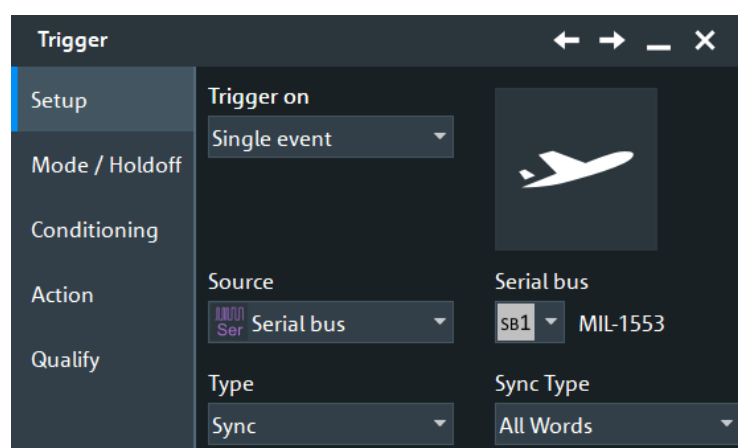 Trigger
Setup
Mode / Holdoff
Conditioning
Action
Qualify
Trigger on
Single event
Source
Serial bus
Ser Serial bus
SB1 MIL-1553
Type
Sync Type
Sync
All Words